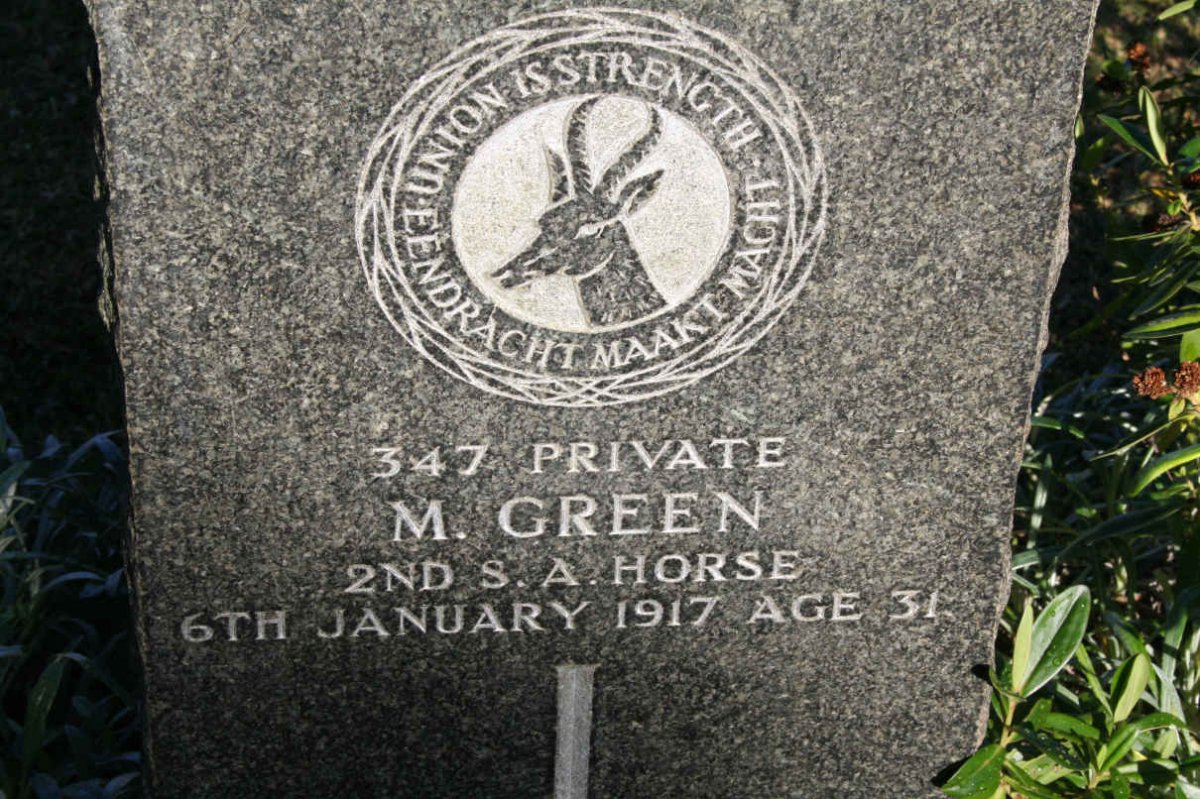 UNION IS STRENGTH -
EENDRACHT MAAKT MACHT
347 PRIVATE
M. GREEN
2ND S. A. HORSE
6TH JANUARY 1917 AGE 31